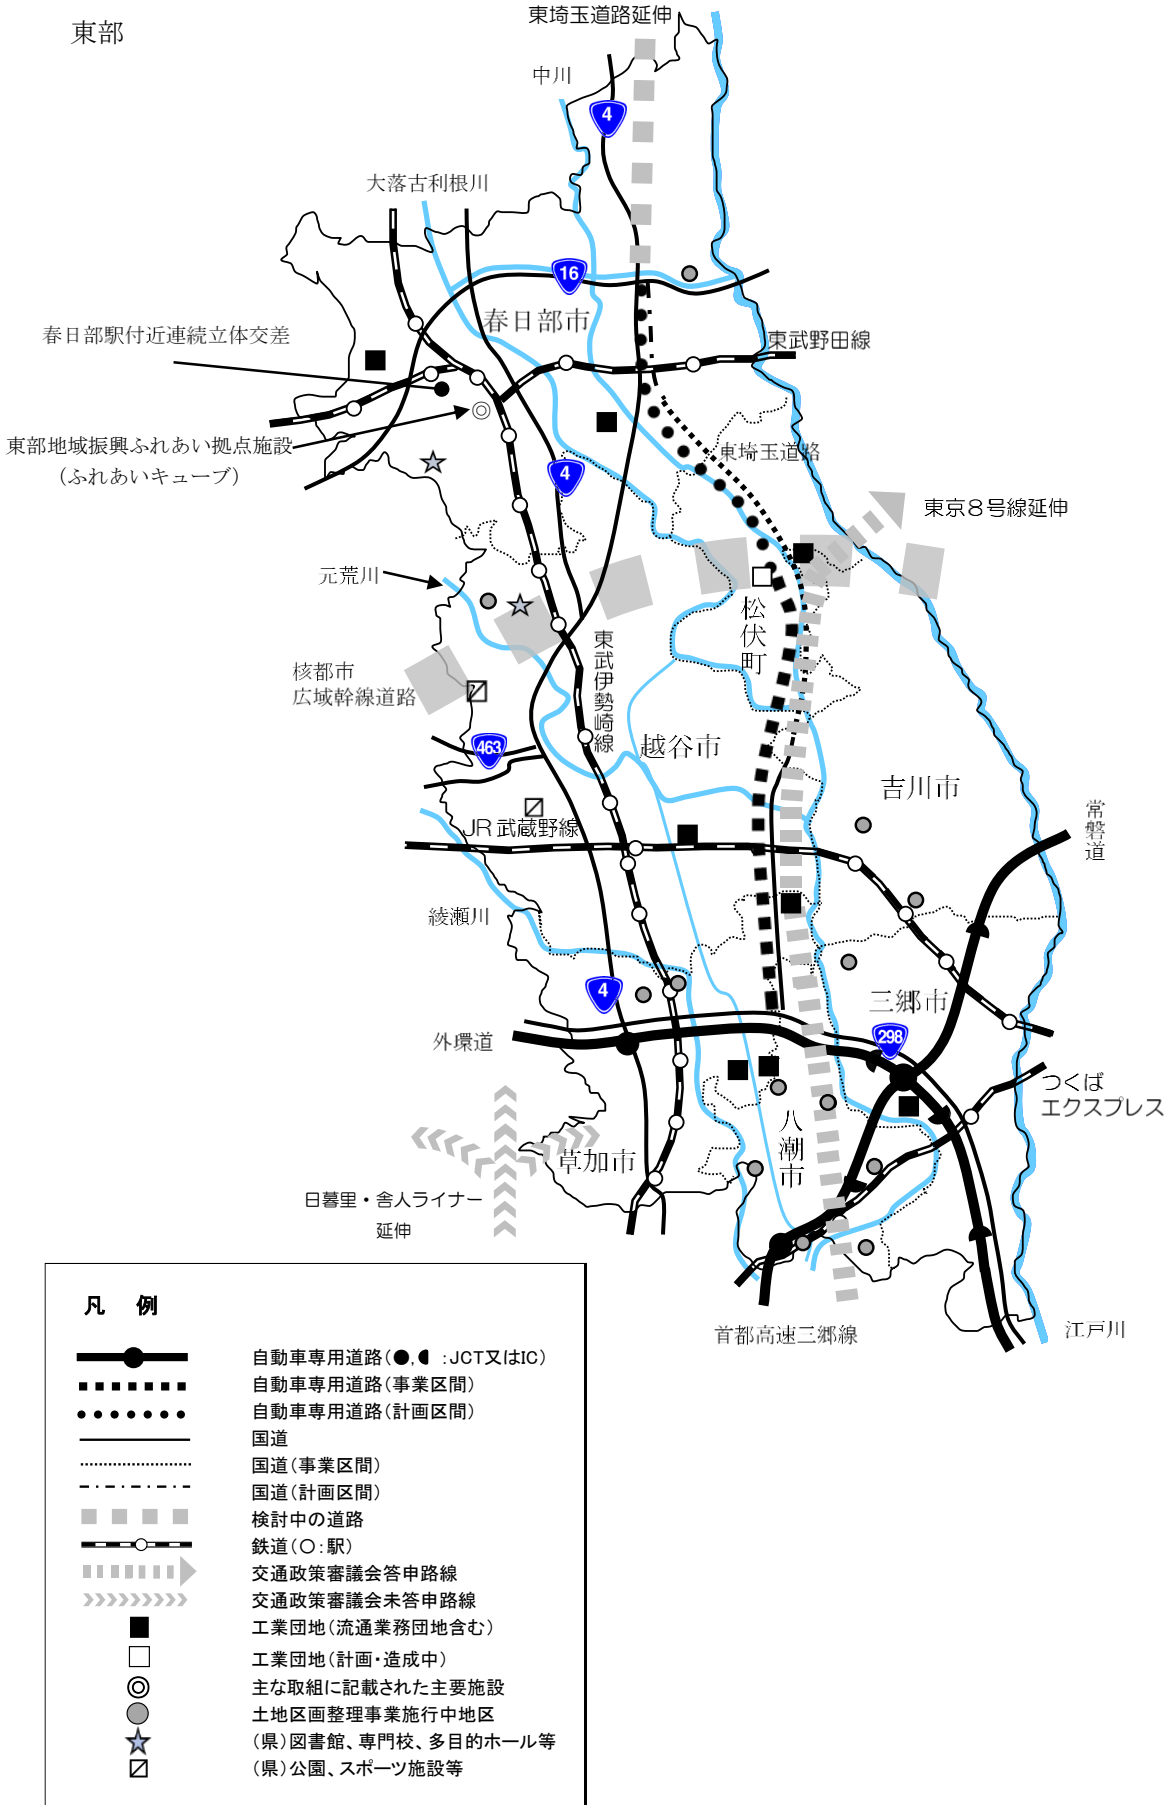 東部
東埼玉道路延伸
中川
4
大落古利根川
16
春日部市
春日部駅付近連続立体交差
東武野田線
東部地域振興ふれあい拠点施設
（ふれあいキューブ）
4
東埼玉道路
東京８号線延伸
元荒川
松伏町
東武伊勢崎線
核都市
広域幹線道路
463
越谷市
吉川市
常磐道
JR武蔵野線
綾瀬川
4
三郷市
298
外環道
つくば
エクスプレス
八潮市
草加市
日暮里・舎人ライナー
延伸
首都高速三郷線
江戸川
凡 例
自動車専用道路（●,◖ ：JCT又はIC）
自動車専用道路（事業区間）
自動車専用道路（計画区間）
国道
国道（事業区間）
国道（計画区間）
検討中の道路
鉄道（○：駅）
交通政策審議会答申路線
交通政策審議会未答申路線
工業団地（流通業務団地含む）
工業団地（計画・造成中）
主な取組に記載された主要施設
土地区画整理事業施行中地区
（県）図書館、専門校、多目的ホール等
（県）公園、スポーツ施設等